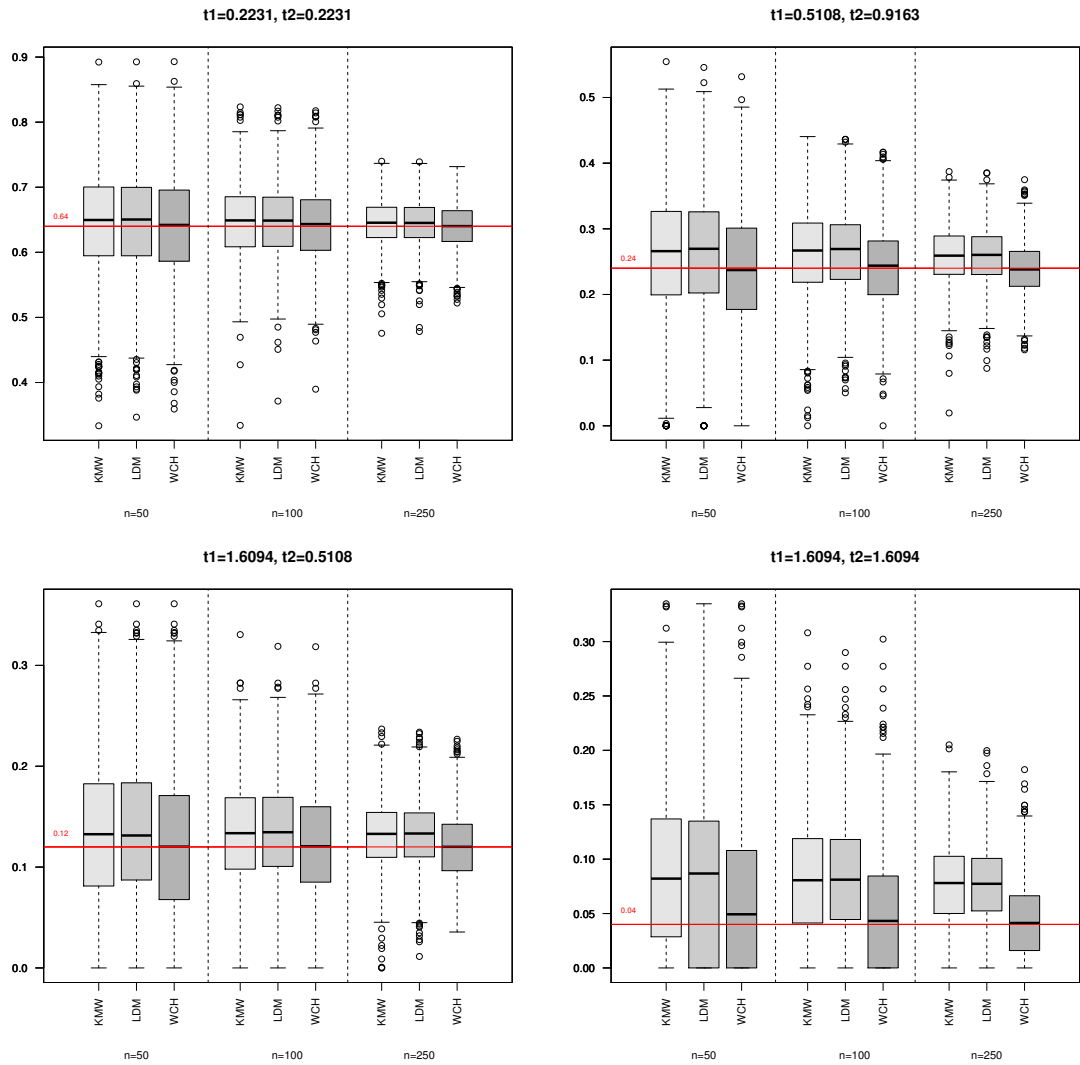 t1=0.2231, t2=0.2231
0.9
0.8
0.7
0.6
0.5
0.4
0.64
KMW
LDM
WCH
KMW
LDM
WCH
KMW
LDM
WCH
n=50
n=100
n=250
t1=0.5108, t2=0.9163
0.5
0.4
0.3
0.2
0.1
0.0
0.24
KMW
LDM
WCH
KMW
LDM
WCH
KMW
LDM
WCH
n=50
n=100
n=250
t1=1.6094, t2=0.5108
0.3
0.2
0.1
0.0
0.12
KMW
LDM
WCH
KMW
LDM
WCH
KMW
LDM
WCH
n=50
n=100
n=250
t1=1.6094, t2=1.6094
0.30
0.25
0.20
0.15
0.10
0.05
0.00
0.04
KMW
LDM
WCH
KMW
LDM
WCH
KMW
LDM
WCH
n=50
n=100
n=250